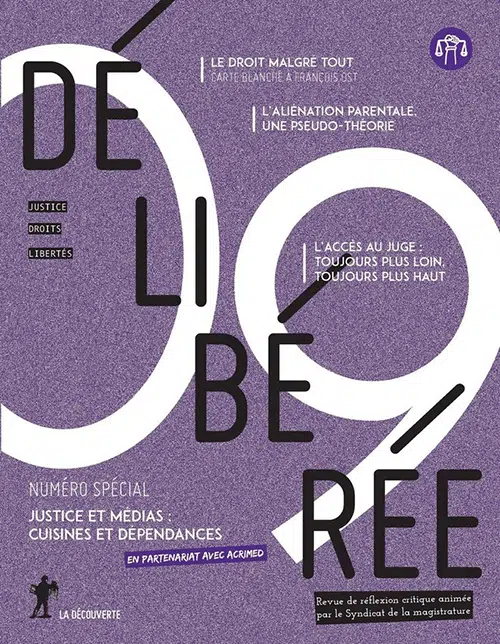 DÉ
LI
BÉ
RÉE
09
LE DROIT MALGRÉ TOUT
CARTE BLANCHE À FRANÇOIS OST
L'ALIÉNATION PARENTALE,
UNE PSEUDO-THÉORIE
JUSTICE
DROITS
LIBERTÉS
L'ACCÈS AU JUGE :
TOUJOURS PLUS LOIN,
TOUJOURS PLUS HAUT
NUMÉRO SPÉCIAL
JUSTICE ET MÉDIAS :
CUISINES ET DÉPENDANCES
EN PARTENARIAT AVEC ACRIMED
LA DÉCOUVERTE
Revue de réflexion critique animée
par le Syndicat de la magistrature